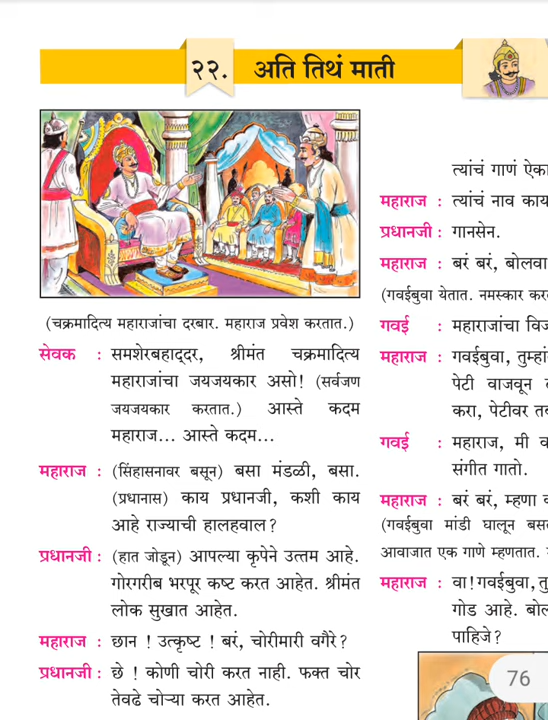 २२. अति तिथं माती
(चक्रमादित्य महाराजांचा दरबार. महाराज प्रवेश करतात.)
सेवक : समशेरबहाद्दर, श्रीमंत चक्रमादित्य
महाराजांचा जयजयकार असो! (सर्वजण
जयजयकार करतात.) आस्ते कदम
महाराज... आस्ते कदम...
महाराज : (सिंहासनावर बसून) बसा मंडळी, बसा.
(प्रधानास) काय प्रधानजी, कशी काय
आहे राज्याची हालहवाल?
प्रधानजी : (हात जोडून) आपल्या कृपेने उत्तम आहे.
गोरगरीब भरपूर कष्ट करत आहेत. श्रीमंत
लोक सुखात आहेत.
महाराज : छान ! उत्कृष्ट ! बरं, चोरीमारी वगैरे?
प्रधानजी : छे ! कोणी चोरी करत नाही. फक्त चोर
तेवढे चोऱ्या करत आहेत.
त्यांचं गाणं ऐका
महाराज : त्यांचं नाव काय
प्रधानजी : गानसेन.
महाराज : बरं बरं, बोलवा
(गवईबुवा येतात. नमस्कार कर
गवई : महाराजांचा विज
महाराज : गवईबुवा, तुम्हां
पेटी वाजवून
करा, पेटीवर तब
गवई : महाराज, मी
संगीत गातो.
महाराज : बरं बरं, म्हणा
(गवईबुवा मांडी घालून बस
आवाजात एक गाणे म्हणतात.
महाराज : वा! गवईबुवा, तु
गोड आहे. बोल
पाहिजे?
76